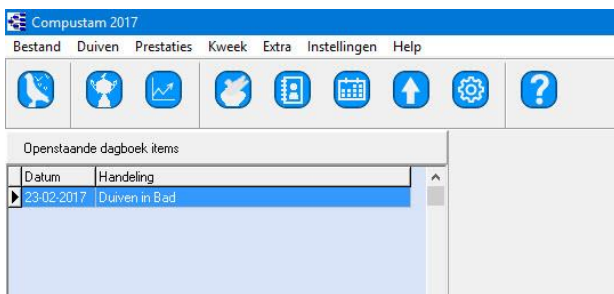 Compustam 2017
Bestand Duiven Prestaties Kweek Extra Instellingen Help
?
Openstaande dagboek items
Datum Handeling
23-02-2017 Duiven in Bad